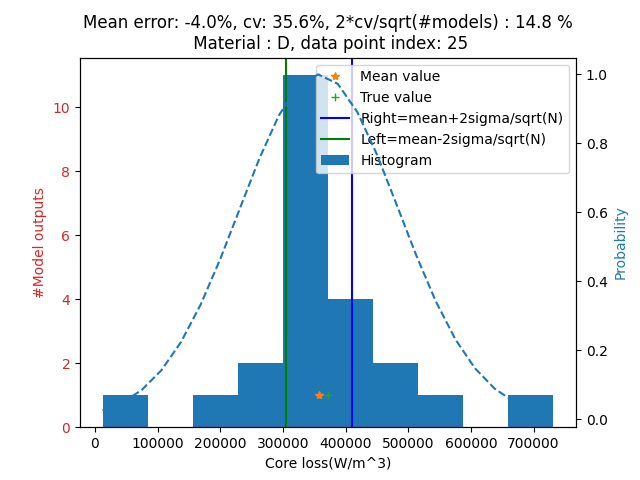 Mean error: -4.0%, cv: 35.6%, 2*cv/sqrt(#models) : 14.8 %
Material : D, data point index: 25
Mean value
True value
Right=mean+2sigma/sqrt(N)
Left=mean-2sigma/sqrt(N)
Histogram
#Model outputs
10
8
6
4
2
0
1.0
0.8
0.6
0.4
0.2
0.0
Probability
0 100000 200000 300000 400000 500000 600000 700000
Core loss(W/m^3)